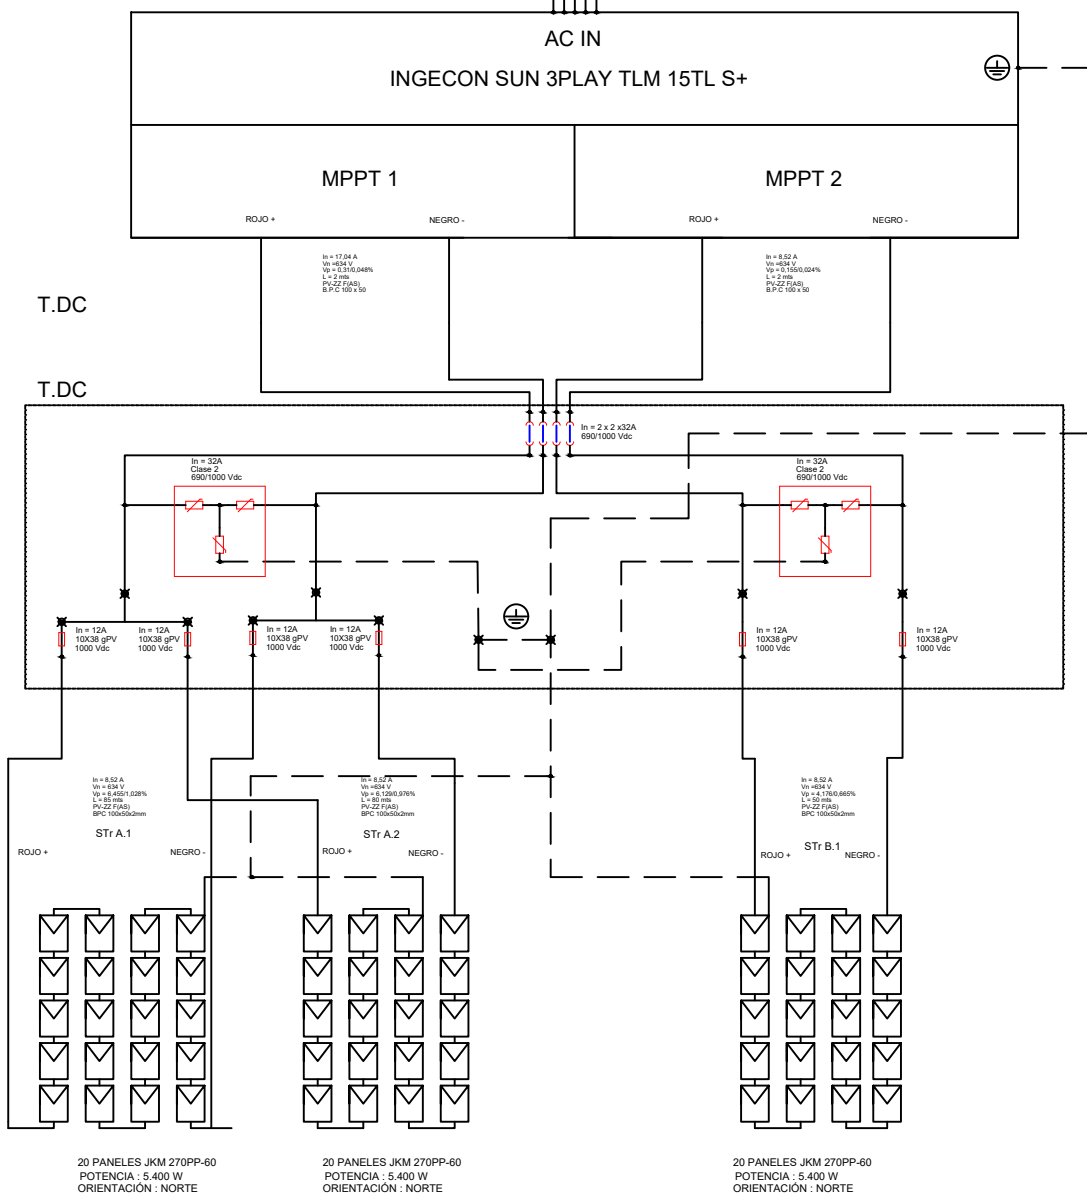 AC IN
INGECON SUN 3PLAY TLM 15TL S+
MPPT 1
MPPT 2
ROJO +
NEGRO -
ROJO +
NEGRO -
In = 17,04 A
Vn =634 V
Vp = 0,31/0,048%
L = 2 mts
PV-ZZ F(AS)
B.P.C 100 x 50
In = 8,52 A
Vn =634 V
Vp = 0,155/0,024%
L = 2 mts
PV-ZZ F(AS)
B.P.C 100 x 50
T.DC
T.DC
In = 2 x 2 x32A
690/1000 Vdc
In = 32A
Clase 2
690/1000 Vdc
In = 32A
Clase 2
690/1000 Vdc
In = 12A
10X38 gPV
1000 Vdc
In = 12A
10X38 gPV
1000 Vdc
In = 12A
10X38 gPV
1000 Vdc
In = 12A
10X38 gPV
1000 Vdc
In = 12A
10X38 gPV
1000 Vdc
In = 12A
10X38 gPV
1000 Vdc
In = 8,52 A
Vn = 634 V
Vp = 6,455/1,028%
L = 85 mts
PV-ZZ F(AS)
BPC 100x50x2mm
STr A.1
ROJO +
NEGRO -
In = 8,52 A
Vn =634 V
Vp = 6,129/0,976%
L = 80 mts
PV-ZZ F(AS)
BPC 100x50x2mm
STr A.2
ROJO +
NEGRO -
In = 8,52 A
Vn =634 V
Vp = 4,176/0,665%
L = 50 mts
PV-ZZ F(AS)
BPC 100x50x2mm
STr B.1
ROJO +
NEGRO -
20 PANELES JKM 270PP-60
POTENCIA : 5.400 W
ORIENTACIÓN : NORTE
20 PANELES JKM 270PP-60
POTENCIA : 5.400 W
ORIENTACIÓN : NORTE
20 PANELES JKM 270PP-60
POTENCIA : 5.400 W
ORIENTACIÓN : NORTE